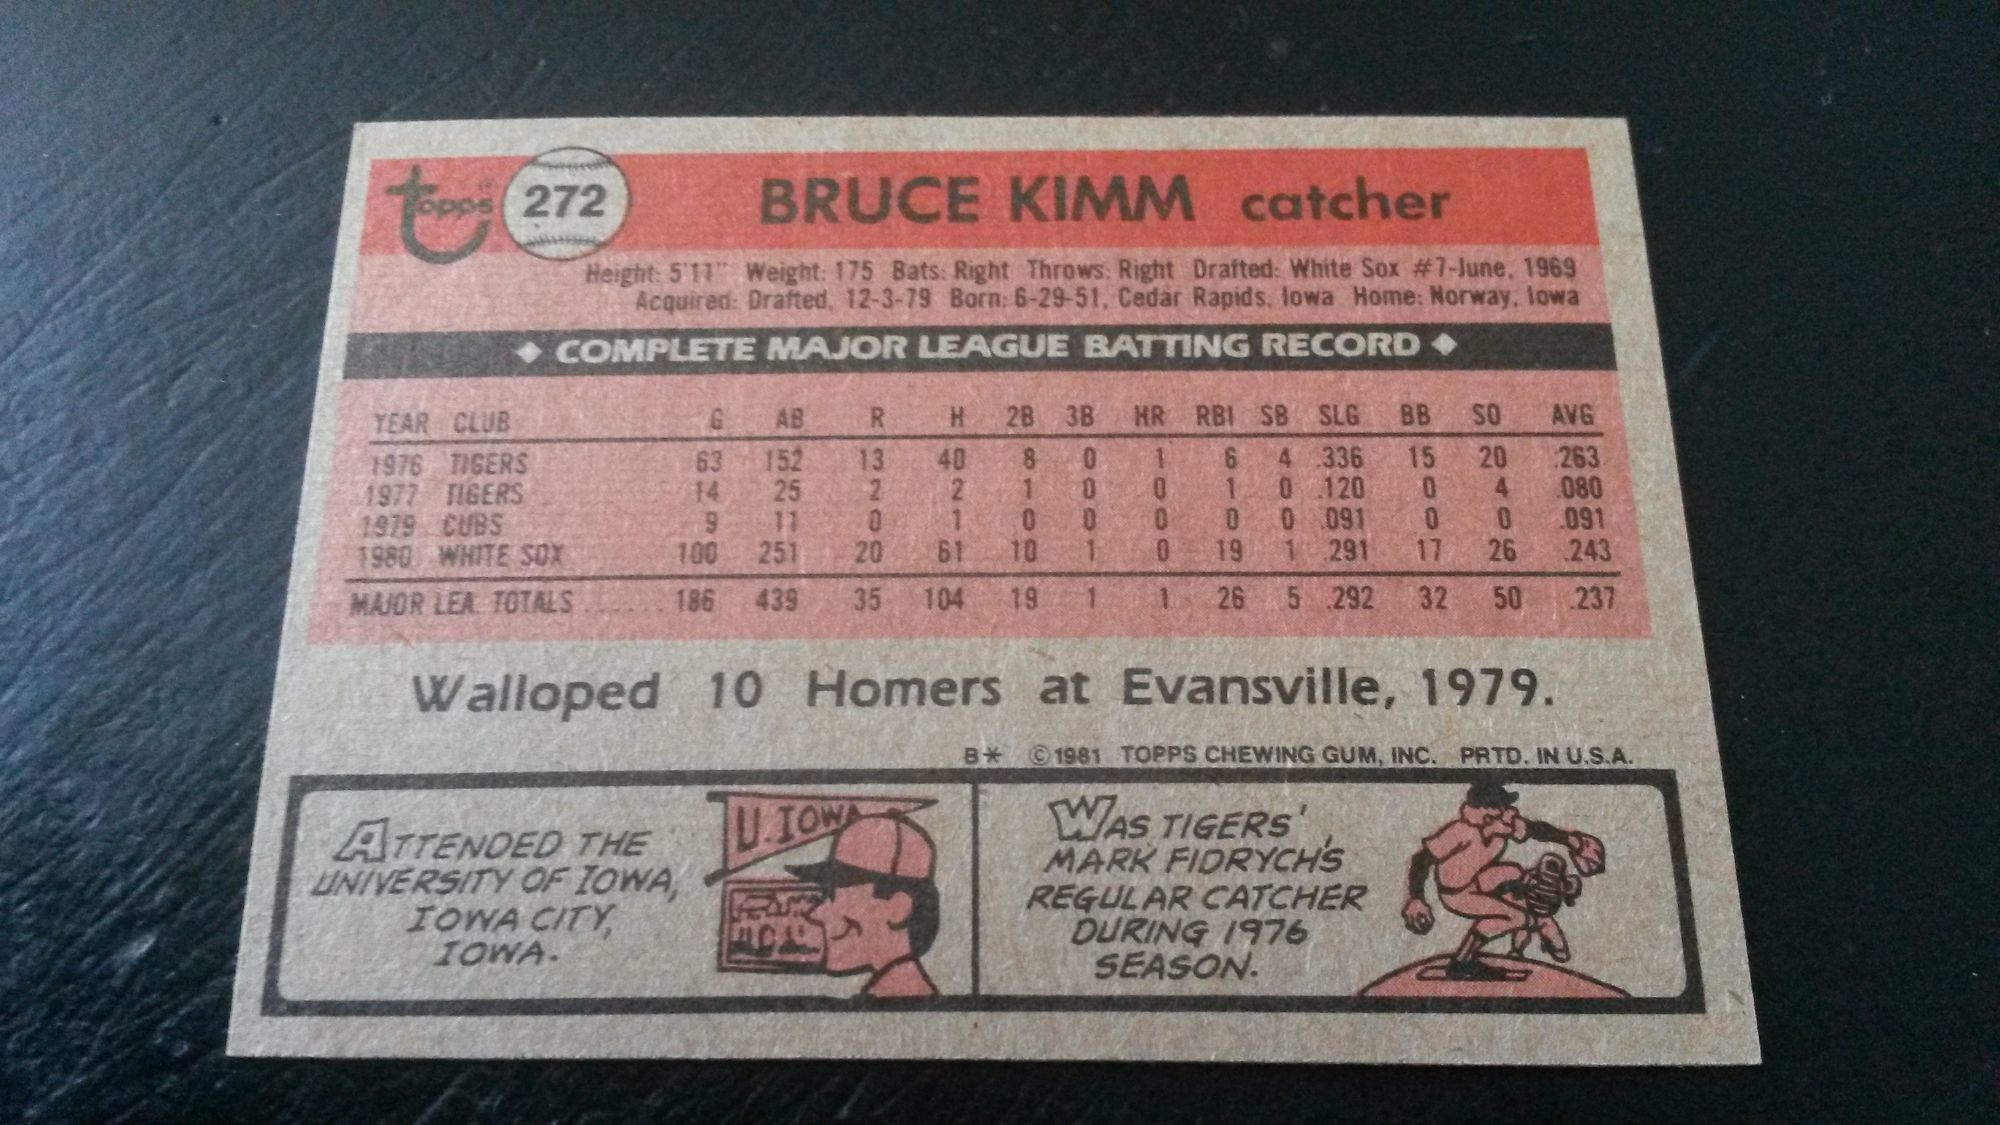 topps 272 BRUCE KIMM catcher
Height: 5'11" Weight: 175 Bats: Right Throws: Right Drafted: White Sox #7-June, 1969
Acquired: Drafted, 12-3-79 Born: 6-29-51, Cedar Rapids, Iowa Home: Norway, Iowa
◆ COMPLETE MAJOR LEAGUE BATTING RECORD ◆
YEAR CLUB G AB R H 2B 3B HR RBI SB SLG BB SO AVG
1976 TIGERS 63 152 13 40 8 0 1 6 4 .336 15 20 .263
1977 TIGERS 14 25 2 2 1 0 0 1 0 .120 0 4 .080
1979 CUBS 9 11 0 1 0 0 0 0 0 .091 0 0 .091
1980 WHITE SOX 100 251 20 61 10 1 0 19 1 .291 17 26 .243
MAJOR LEA. TOTALS ...... 186 439 35 104 19 1 1 26 5 .292 32 50 .237
Walloped 10 Homers at Evansville, 1979.
B* © 1981 TOPPS CHEWING GUM, INC. PRTD. IN U.S.A.
ATTENDED THE
UNIVERSITY OF IOWA,
IOWA CITY,
IOWA.
U. IOWA
WAS TIGERS'
MARK FIDRYCH'S
REGULAR CATCHER
DURING 1976
SEASON.